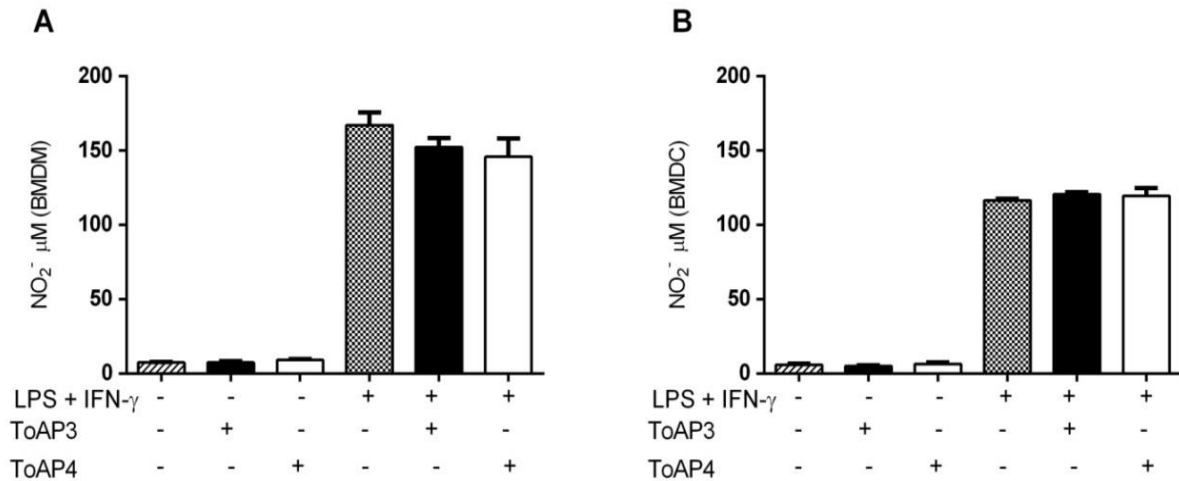 A
200
150
100
50
0
NO₂⁻ μM (BMDM)
LPS + IFN-γ - - - + + +
ToAP3 - + - - + -
ToAP4 - - + - - +
B
200
150
100
50
0
NO₂⁻ μM (BMDC)
LPS + IFN-γ - - - + + +
ToAP3 - + - - + -
ToAP4 - - + - - +